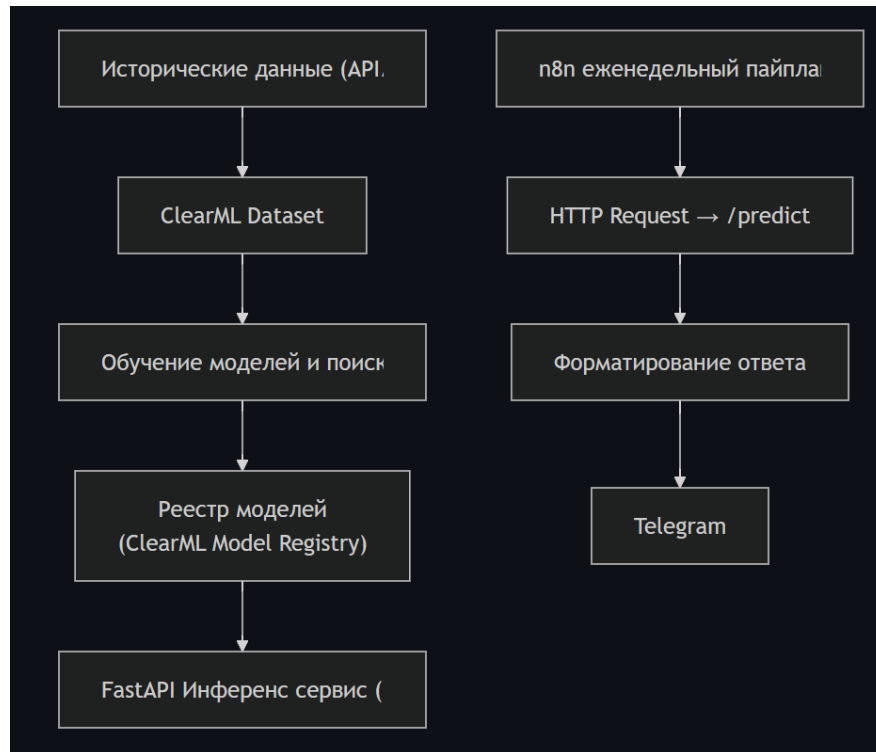 Исторические данные (API
ClearML Dataset
Обучение моделей и поиск
Реестр моделей
(ClearML Model Registry)
FastAPI Инференс сервис (
n8n еженедельный
HTTP Request → /predict
Форматирование ответа
Telegram